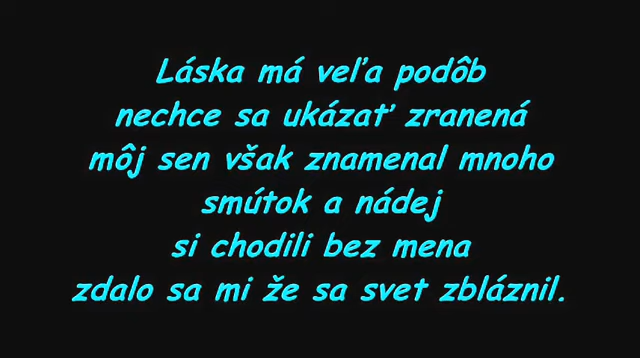 Láska má veľa podôb
nechce sa ukázať zranená
môj sen však znamenal mnoho
smútok a nádej
si chodili bez mena
zdalo sa mi že sa svet zbláznil.